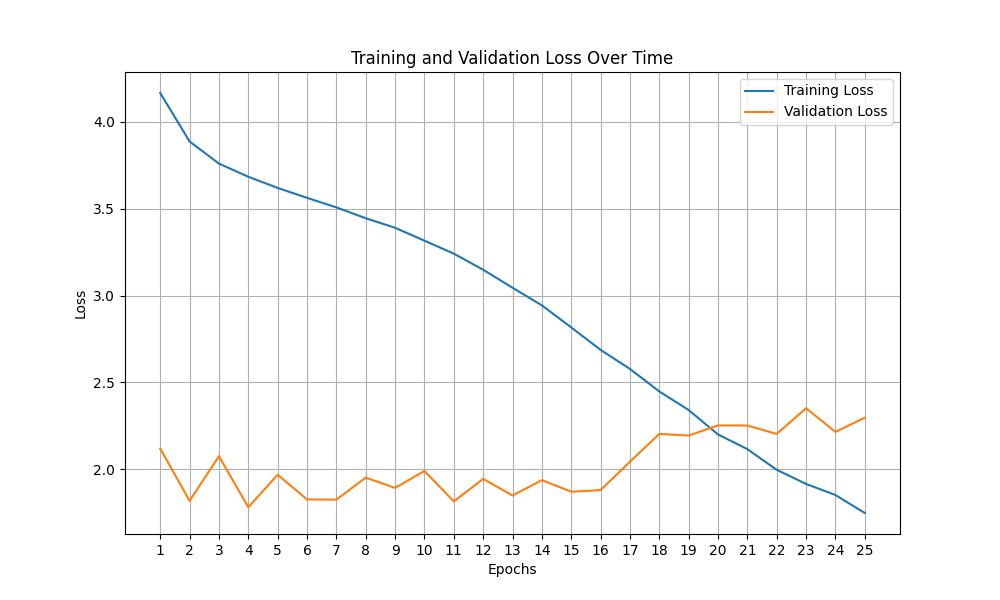 Training and Validation Loss Over Time
Training Loss
Validation Loss
4.0
3.5
3.0
2.5
2.0
Loss
1 2 3 4 5 6 7 8 9 10 11 12 13 14 15 16 17 18 19 20 21 22 23 24 25
Epochs